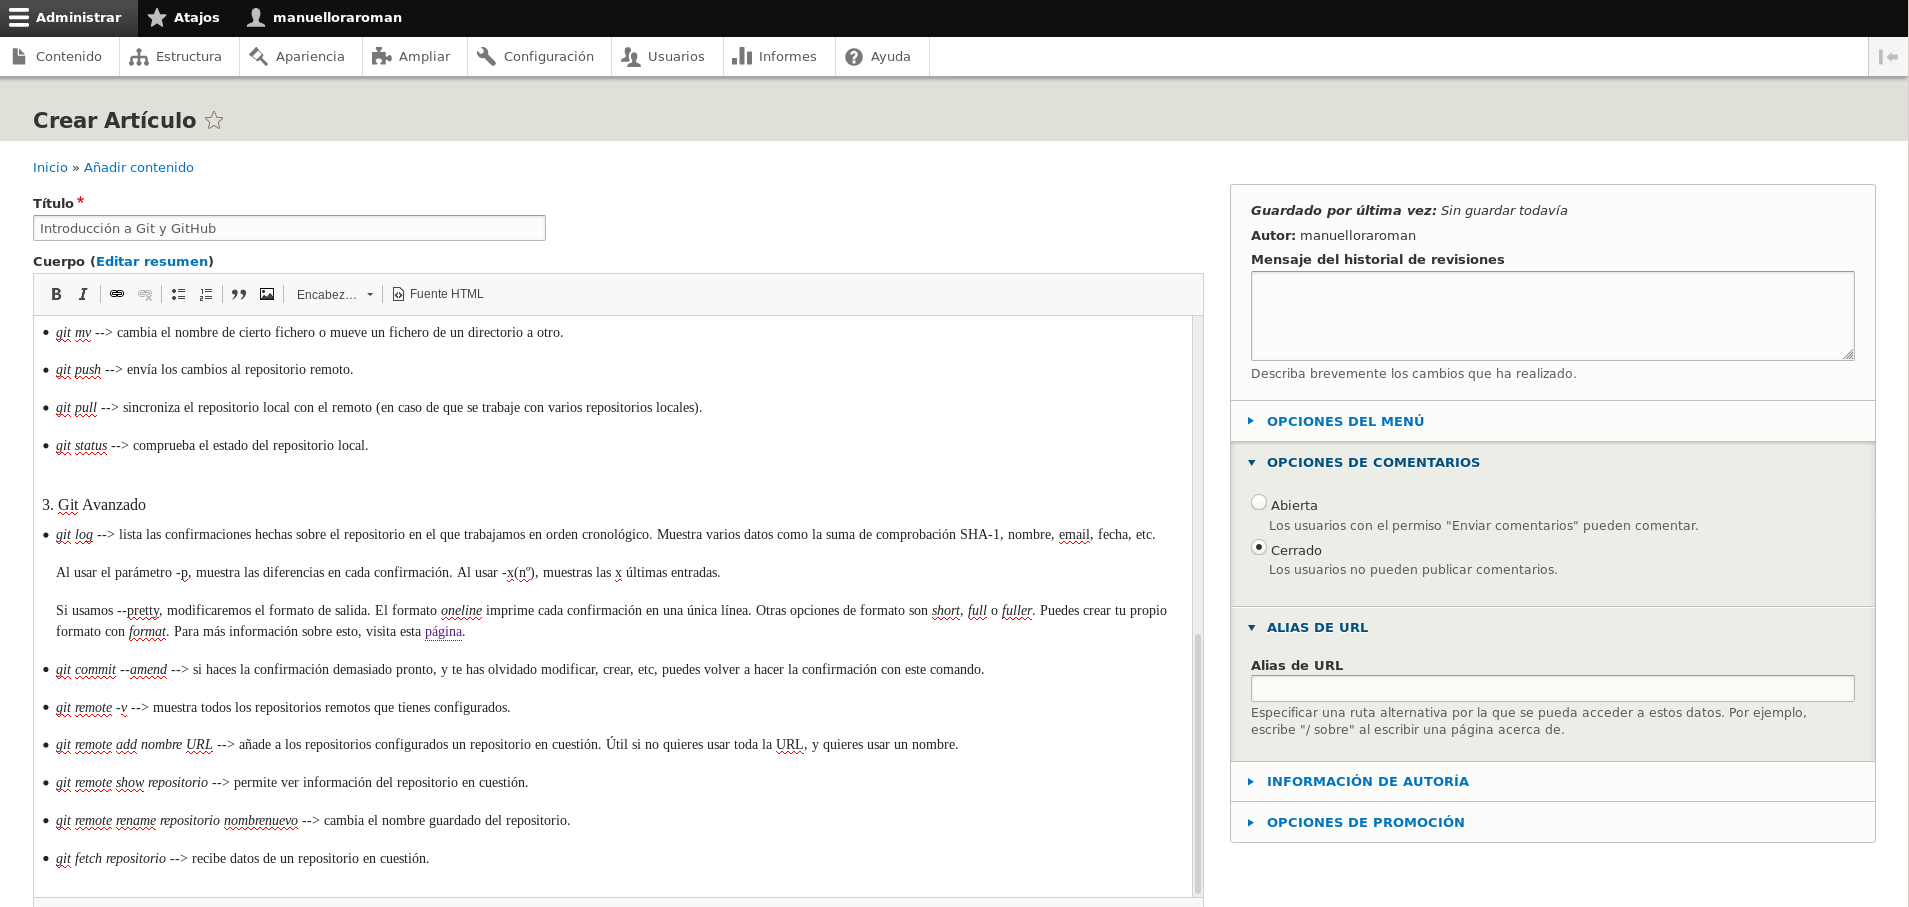 Administrar Atajos manuelloraroman
Contenido Estructura Apariencia Ampliar Configuración Usuarios Informes Ayuda
Crear Artículo
Inicio » Añadir contenido
Título*
Introducción a Git y GitHub
Cuerpo (Editar resumen)
B I Encabez... Fuente HTML
• git mv --> cambia el nombre de cierto fichero o mueve un fichero de un directorio a otro.
• git push --> envía los cambios al repositorio remoto.
• git pull --> sincroniza el repositorio local con el remoto (en caso de que se trabaje con varios repositorios locales).
• git status --> comprueba el estado del repositorio local.
3. Git Avanzado
• git log --> lista las confirmaciones hechas sobre el repositorio en el que trabajamos en orden cronológico. Muestra varios datos como la suma de comprobación SHA-1, nombre, email, fecha, etc.
Al usar el parámetro -p, muestra las diferencias en cada confirmación. Al usar -x(nº), muestras las x últimas entradas.
Si usamos --pretty, modificaremos el formato de salida. El formato oneline imprime cada confirmación en una única línea. Otras opciones de formato son short, full o fuller. Puedes crear tu propio
formato con format. Para más información sobre esto, visita esta página.
• git commit --amend --> si haces la confirmación demasiado pronto, y te has olvidado modificar, crear, etc, puedes volver a hacer la confirmación con este comando.
• git remote -v --> muestra todos los repositorios remotos que tienes configurados.
• git remote add nombre URL --> añade a los repositorios configurados un repositorio en cuestión. Útil si no quieres usar toda la URL, y quieres usar un nombre.
• git remote show repositorio --> permite ver información del repositorio en cuestión.
• git remote rename repositorio nombrenuevo --> cambia el nombre guardado del repositorio.
• git fetch repositorio --> recibe datos de un repositorio en cuestión.
Guardado por última vez: Sin guardar todavía
Autor: manuelloraroman
Mensaje del historial de revisiones
Describa brevemente los cambios que ha realizado.
OPCIONES DEL MENÚ
OPCIONES DE COMENTARIOS
Abierta
Los usuarios con el permiso "Enviar comentarios" pueden comentar.
Cerrado
Los usuarios no pueden publicar comentarios.
ALIAS DE URL
Alias de URL
Especificar una ruta alternativa por la que se pueda acceder a estos datos. Por ejemplo,
escribe "/ sobre" al escribir una página acerca de.
INFORMACIÓN DE AUTORÍA
OPCIONES DE PROMOCIÓN